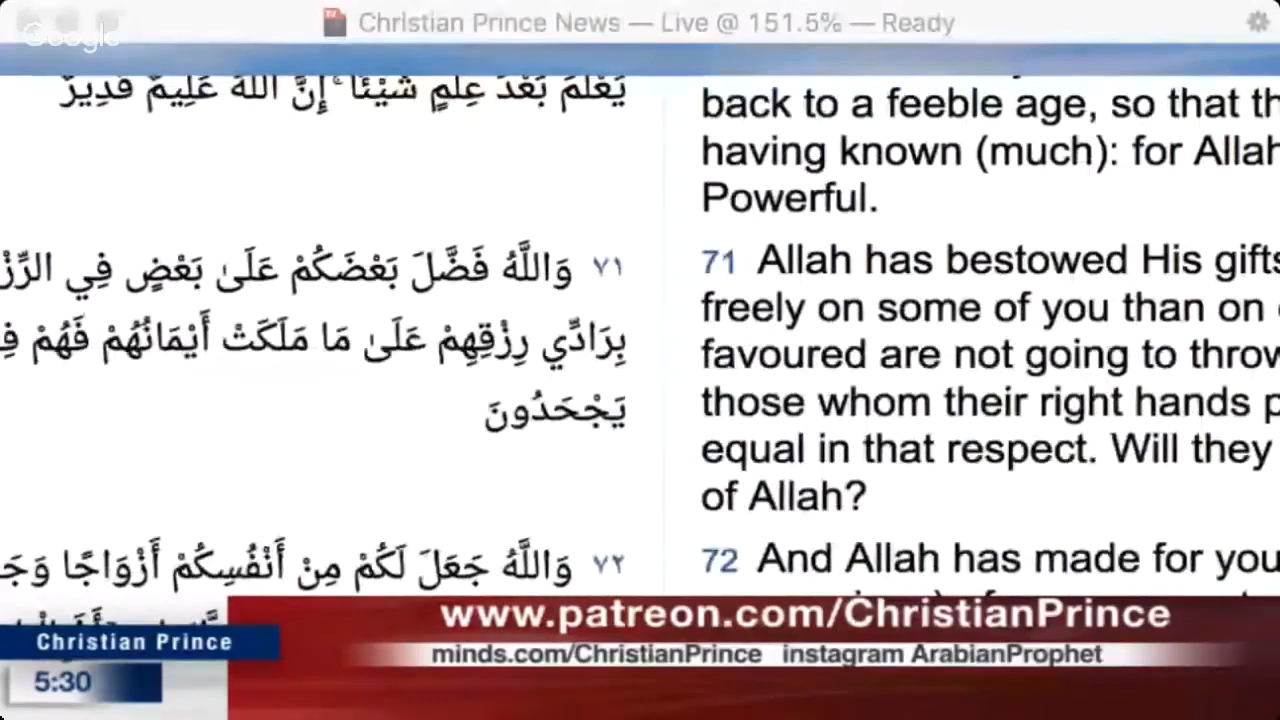 Christian Prince News — Live @ 151.5% — Ready
Google
يَعْلَمَ بَعْدَ عِلْمٍ شَيْئًا ۚ إِنَّ اللَّهَ عَلِيمٌ قَدِيرٌ
٧١ وَاللَّهُ فَضَّلَ بَعْضَكُمْ عَلَىٰ بَعْضٍ فِي الرِّزْ
بِرَادِّي رِزْقِهِمْ عَلَىٰ مَا مَلَكَتْ أَيْمَانُهُمْ فَهُمْ فِ
يَجْحَدُونَ
٧٢ وَاللَّهُ جَعَلَ لَكُمْ مِنْ أَنْفُسِكُمْ أَزْوَاجًا وَجَ
back to a feeble age, so that th
having known (much): for Allah
Powerful.
71 Allah has bestowed His gifts
freely on some of you than on
favoured are not going to throw
those whom their right hands p
equal in that respect. Will they
of Allah?
72 And Allah has made for you
www.patreon.com/ChristianPrince
Christian Prince
minds.com/ChristianPrince instagram ArabianProphet
5:30